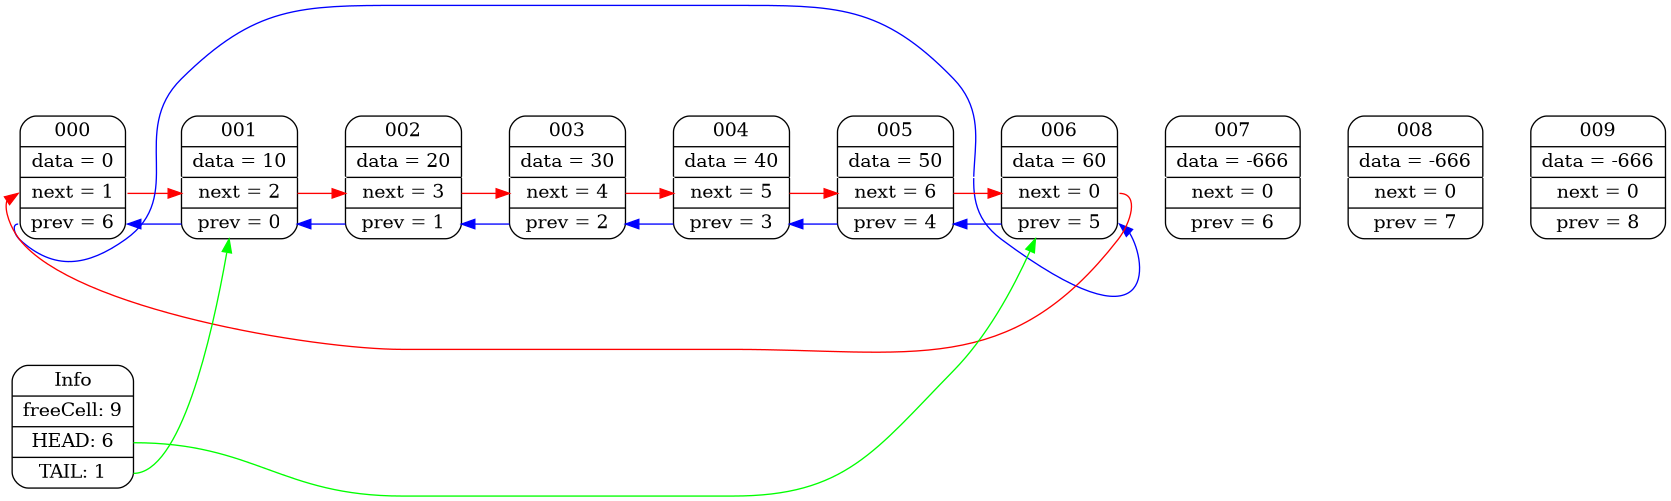 000
data = 0
next = 1
prev = 6
001
data = 10
next = 2
prev = 0
002
data = 20
next = 3
prev = 1
003
data = 30
next = 4
prev = 2
004
data = 40
next = 5
prev = 3
005
data = 50
next = 6
prev = 4
006
data = 60
next = 0
prev = 5
007
data = -666
next = 0
prev = 6
008
data = -666
next = 0
prev = 7
009
data = -666
next = 0
prev = 8
Info
freeCell: 9
HEAD: 6
TAIL: 1